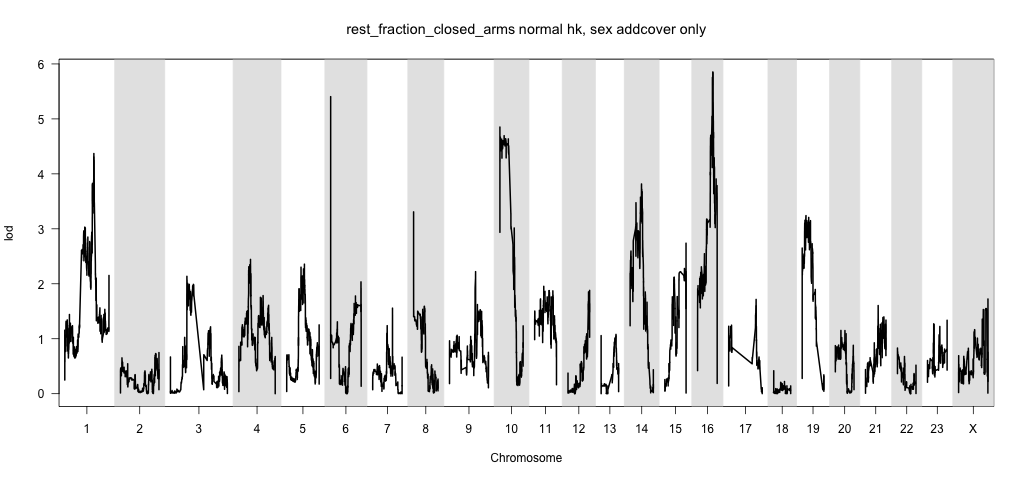 rest_fraction_closed_arms normal hk, sex addcover only
6
5
4
3
2
1
0
lod
1 2 3 4 5 6 7 8 9 10 11 12 13 14 15 16 17 18 19 20 21 22 23 X
Chromosome